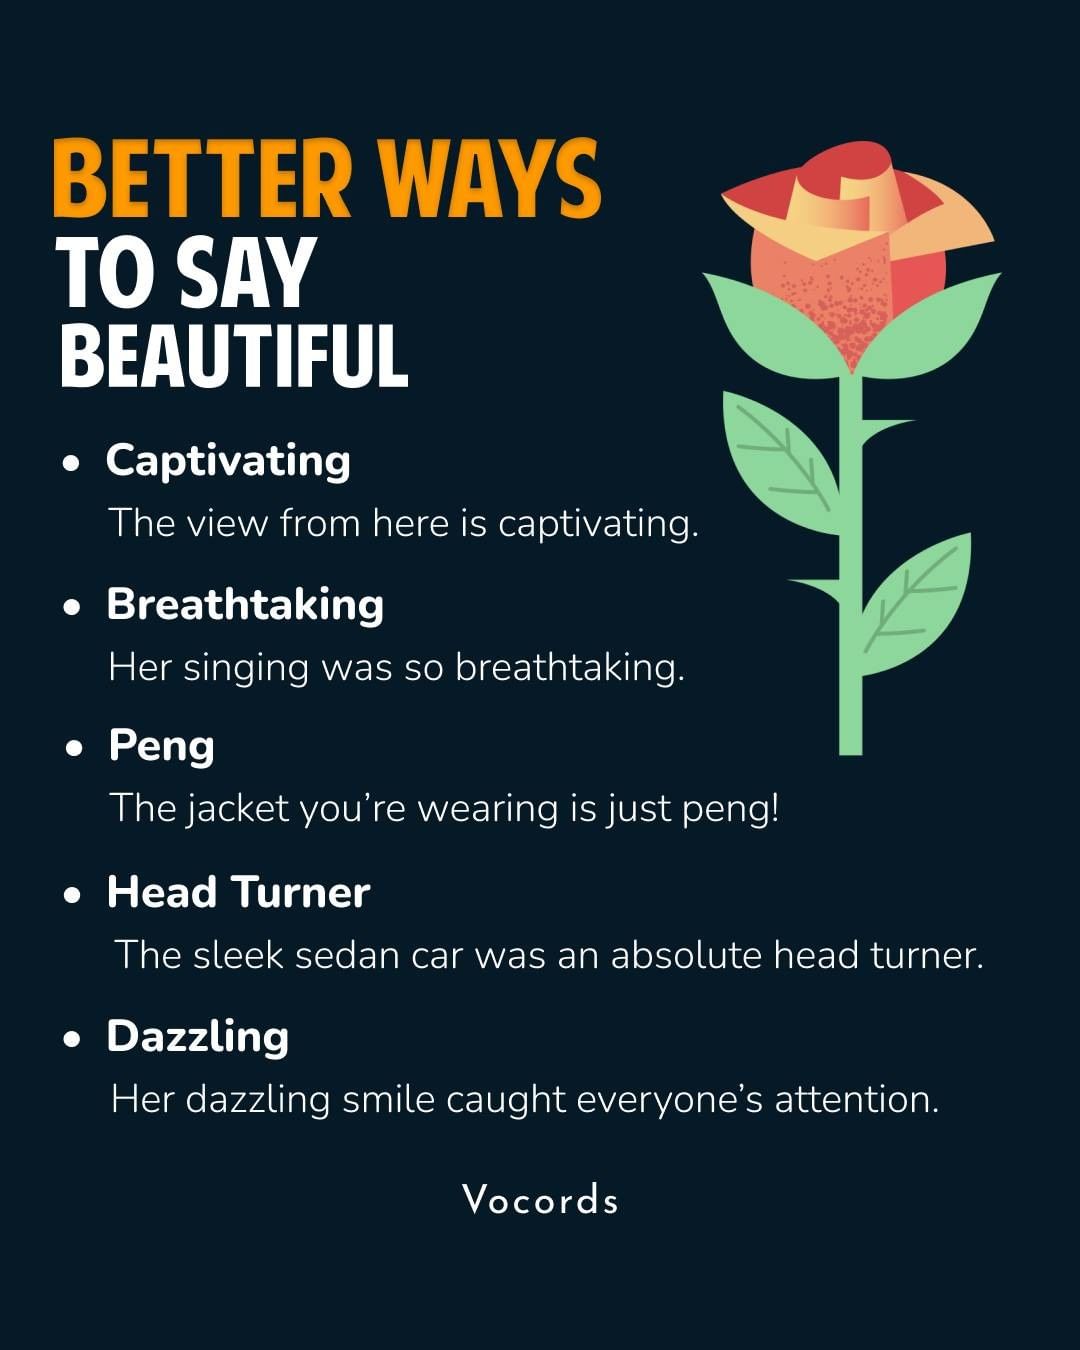 BETTER WAYS
TO SAY
BEAUTIFUL
• Captivating
The view from here is captivating.
• Breathtaking
Her singing was so breathtaking.
• Peng
The jacket you’re wearing is just peng!
• Head Turner
The sleek sedan car was an absolute head turner.
• Dazzling
Her dazzling smile caught everyone’s attention.
Vocords